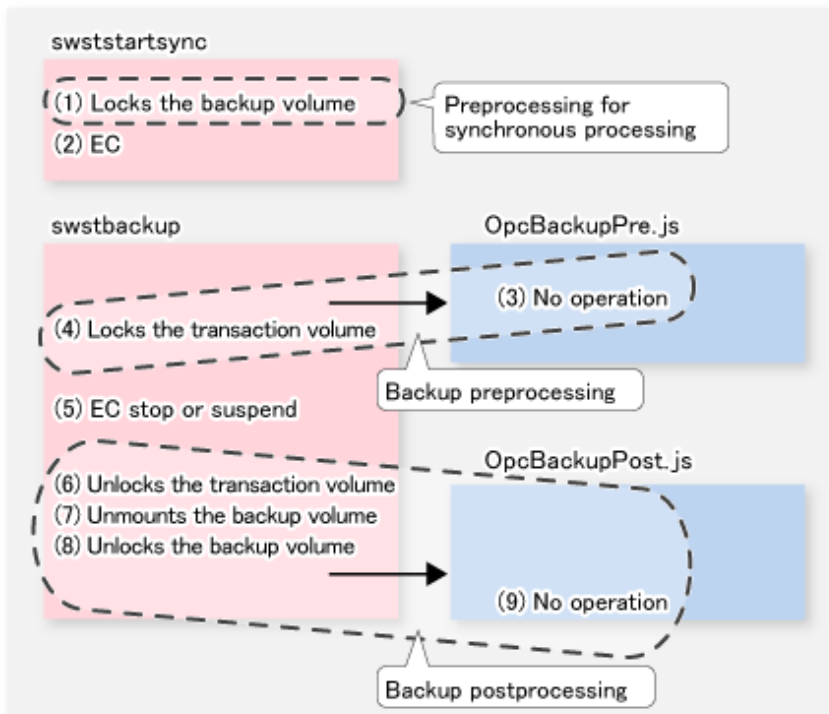 swststartsync
(1) Locks the backup volume
Preprocessing for
synchronous processing
(2) EC
swstbackup
OpcBackupPre.js
(3) No operation
(4) Locks the transaction volume
Backup preprocessing
(5) EC stop or suspend
OpcBackupPost.js
(6) Unlocks the transaction volume
(7) Unmounts the backup volume
(8) Unlocks the backup volume
(9) No operation
Backup postprocessing